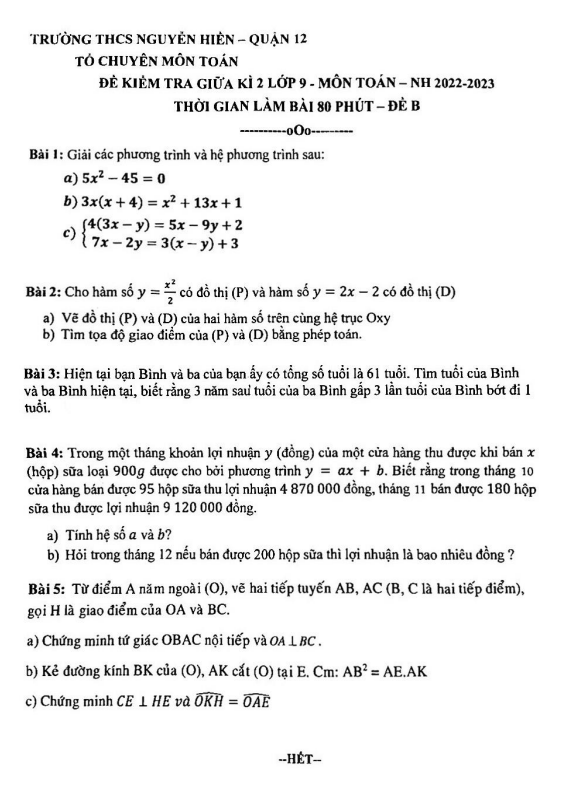 TRƯỜNG THCS NGUYỄN HIỀN – QUẬN 12
TỔ CHUYÊN MÔN TOÁN
ĐỀ KIỂM TRA GIỮA KÌ 2 LỚP 9 - MÔN TOÁN – NH 2022-2023
THỜI GIAN LÀM BÀI 80 PHÚT – ĐỀ B
----------oOo---------
Bài 1: Giải các phương trình và hệ phương trình sau:
a) 5x² − 45 = 0
b) 3x(x + 4) = x² + 13x + 1
c) { 4(3x − y) = 5x − 9y + 2
7x − 2y = 3(x − y) + 3
Bài 2: Cho hàm số y = x²/2 có đồ thị (P) và hàm số y = 2x − 2 có đồ thị (D)
a) Vẽ đồ thị (P) và (D) của hai hàm số trên cùng hệ trục Oxy
b) Tìm tọa độ giao điểm của (P) và (D) bằng phép toán.
Bài 3: Hiện tại bạn Bình và ba của bạn ấy có tổng số tuổi là 61 tuổi. Tìm tuổi của Bình
và ba Bình hiện tại, biết rằng 3 năm sau tuổi của ba Bình gấp 3 lần tuổi của Bình bớt đi 1
tuổi.
Bài 4: Trong một tháng khoản lợi nhuận y (đồng) của một cửa hàng thu được khi bán x
(hộp) sữa loại 900g được cho bởi phương trình y = ax + b. Biết rằng trong tháng 10
cửa hàng bán được 95 hộp sữa thu lợi nhuận 4 870 000 đồng, tháng 11 bán được 180 hộp
sữa thu được lợi nhuận 9 120 000 đồng.
a) Tính hệ số a và b?
b) Hỏi trong tháng 12 nếu bán được 200 hộp sữa thì lợi nhuận là bao nhiêu đồng ?
Bài 5: Từ điểm A nằm ngoài (O), vẽ hai tiếp tuyến AB, AC (B, C là hai tiếp điểm),
gọi H là giao điểm của OA và BC.
a) Chứng minh tứ giác OBAC nội tiếp và OA ⊥ BC .
b) Kẻ đường kính BK của (O), AK cắt (O) tại E. Cm: AB² = AE.AK
c) Chứng minh CE ⊥ HE và \widehat{OKH} = \widehat{OAE}
--HẾT--